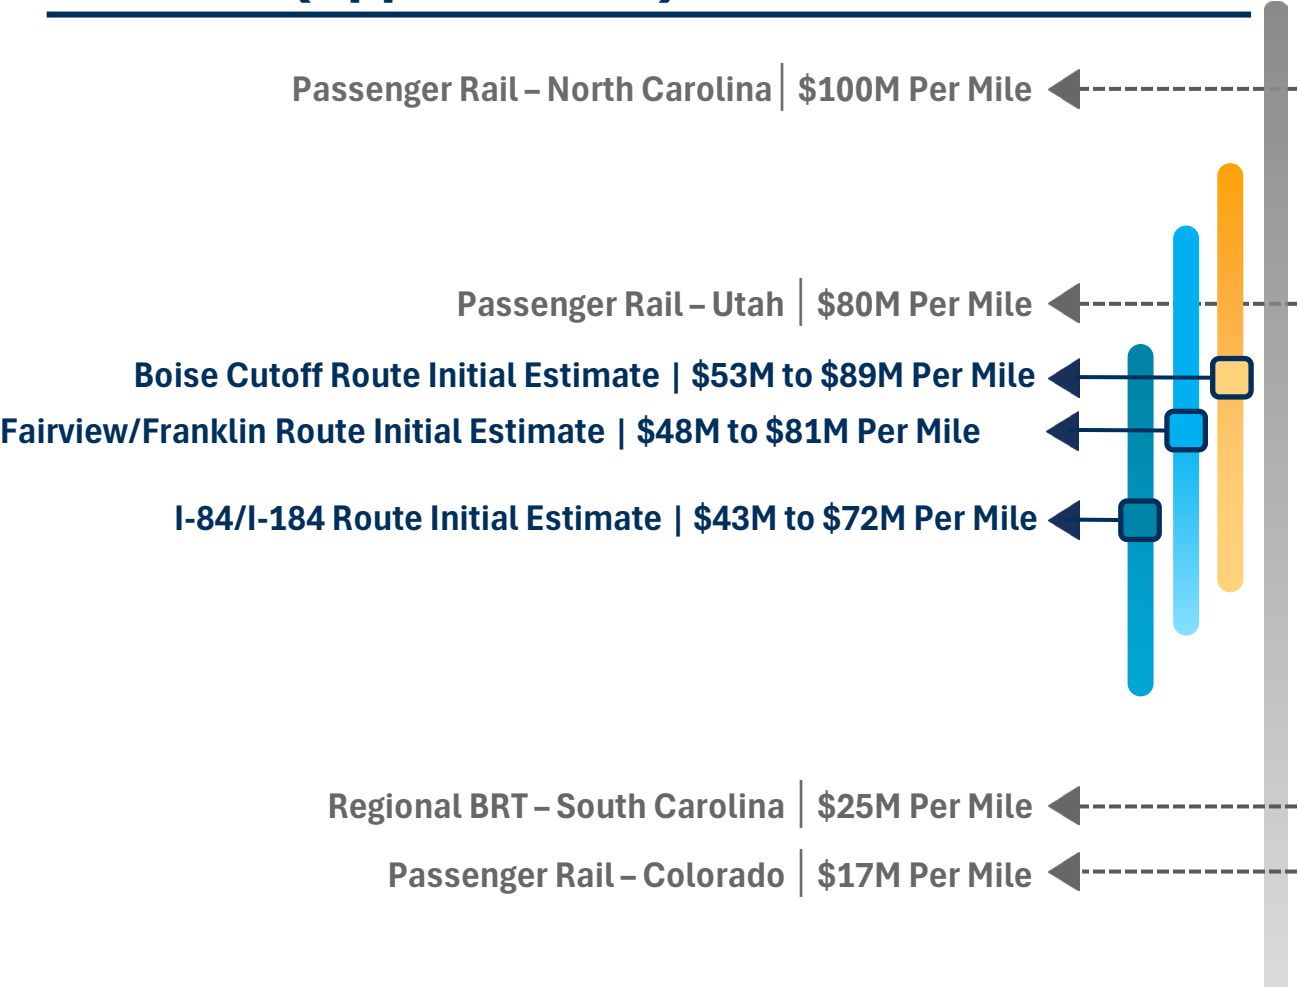 Passenger Rail – North Carolina | $100M Per Mile
Passenger Rail – Utah | $80M Per Mile
Boise Cutoff Route Initial Estimate | $53M to $89M Per Mile
Fairview/Franklin Route Initial Estimate | $48M to $81M Per Mile
I-84/I-184 Route Initial Estimate | $43M to $72M Per Mile
Regional BRT – South Carolina | $25M Per Mile
Passenger Rail – Colorado | $17M Per Mile